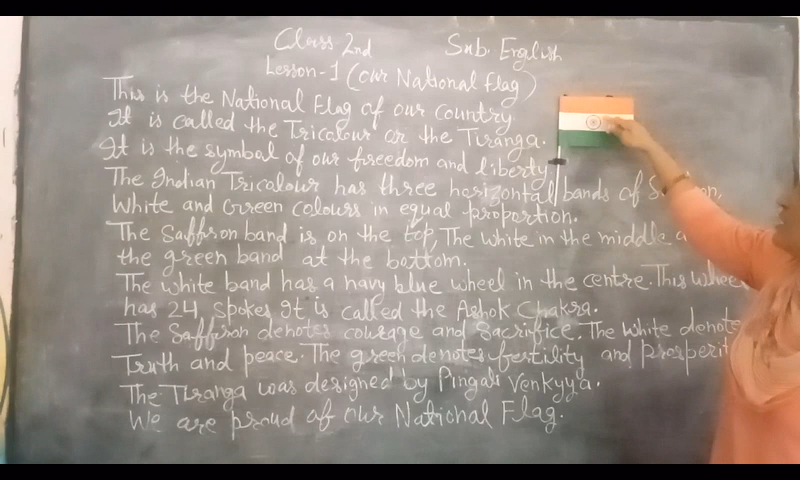 Class 2nd Sub. English
Lesson-1 (our National flag)
This is the National Flag of our country
It is called the Tricolour or the Tiranga.
It is the symbol of our freedom and liberty
The Indian Tricolour has three horizontal bands of
White and Green colours in equal proportion.
The Saffron band is on the top, The white in the middle
the green band at the bottom.
The white band has a navy blue wheel in the centre. This wheel
has 24, spokes It is called the Ashok Chakra.
The Saffron denotes courage and sacrifice. The white denote
Truth and peace. The green denotes fertility and prosperit
The Tiranga was designed by Pingali Venkyya.
We are proud of our National Flag.